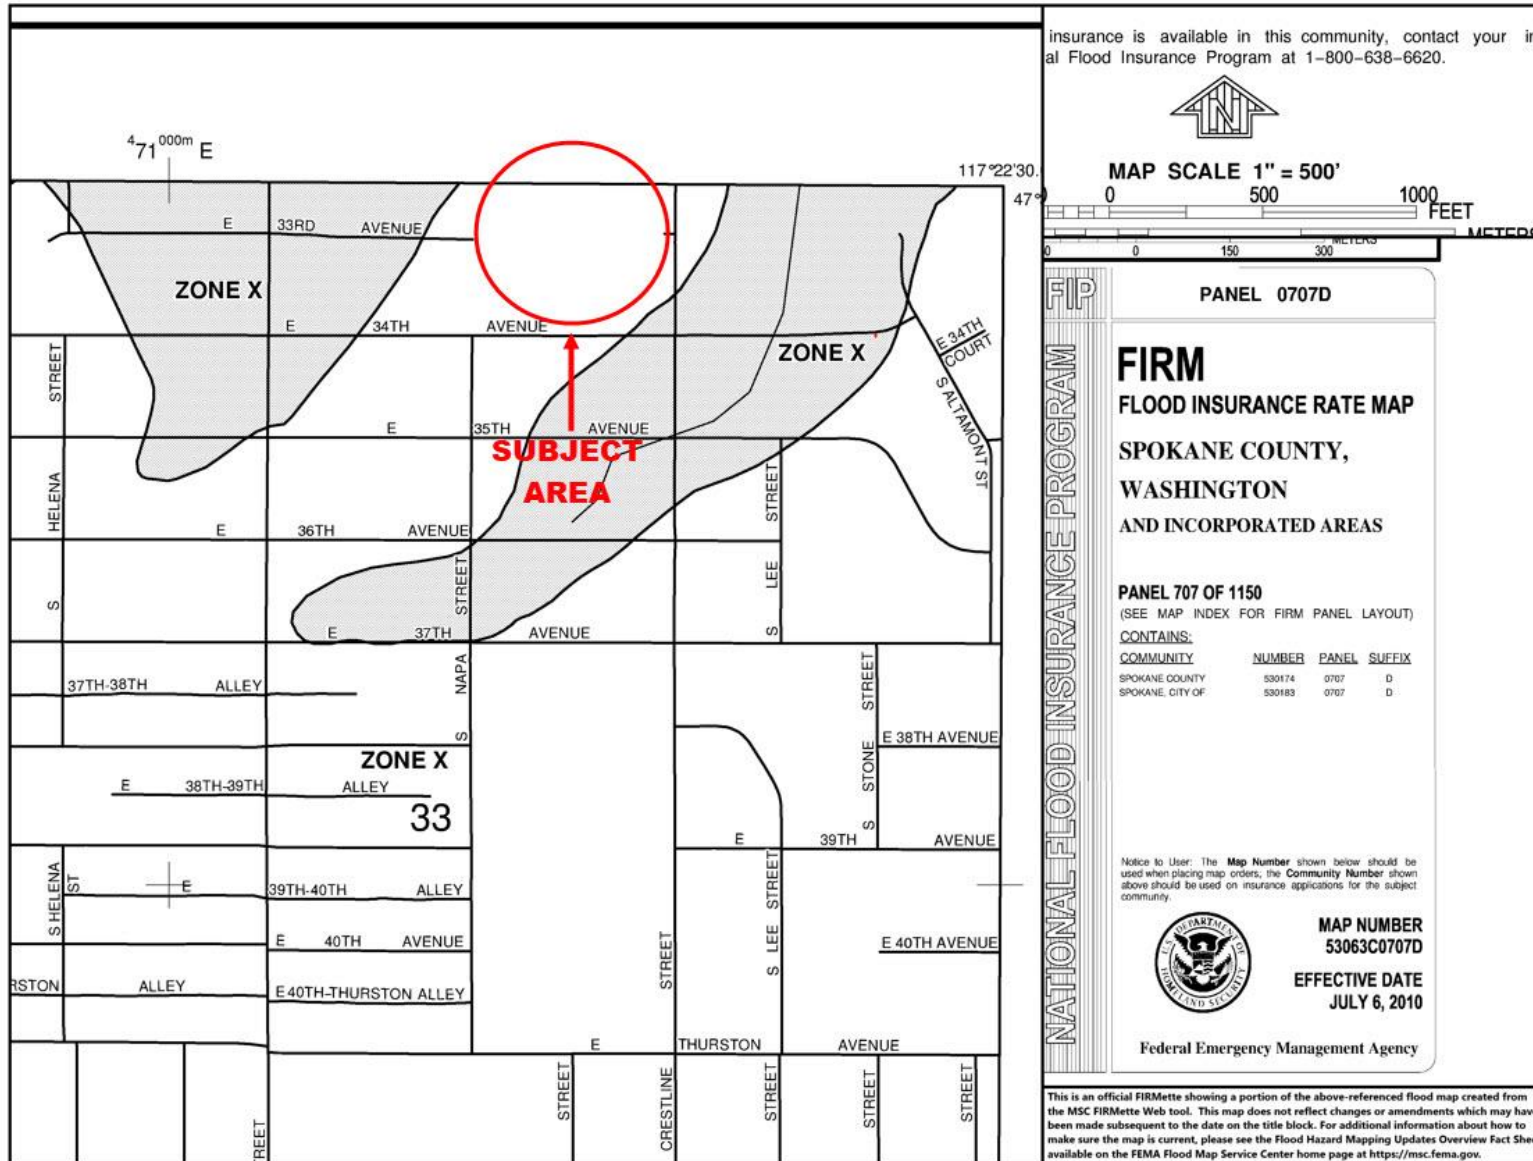 insurance is available in this community, contact your
al Flood Insurance Program at 1-800-638-6620.
N
MAP SCALE 1" = 500'
0 500 1000
FEET
METERS
METERS
0 150 300
471000m E
117°22'30.
47°
E 33RD AVENUE
ZONE X
E 34TH AVENUE
ZONE X
E 34TH
COURT
S ALTAMONT ST
STREET
HELENA
S
E 35TH AVENUE
SUBJECT
AREA
E 36TH AVENUE
STREET
LEE
S
STREET
NAPA
S
E 37TH AVENUE
37TH-38TH ALLEY
STREET
STONE
S
E 38TH AVENUE
ZONE X
E 38TH-39TH ALLEY
33
E 39TH AVENUE
S HELENA
ST
E 39TH-40TH ALLEY
E 40TH AVENUE
E 40TH AVENUE
S LEE STREET
STREET
CRESTLINE
RSTON ALLEY
E 40TH-THURSTON ALLEY
E THURSTON AVENUE
REET
STREET
STREET
STREET
STREET
NATIONAL FLOOD INSURANCE PROGRAM
FIP
PANEL 0707D
FIRM
FLOOD INSURANCE RATE MAP
SPOKANE COUNTY,
WASHINGTON
AND INCORPORATED AREAS
PANEL 707 OF 1150
(SEE MAP INDEX FOR FIRM PANEL LAYOUT)
CONTAINS:
COMMUNITY NUMBER PANEL SUFFIX
SPOKANE COUNTY 530174 0707 D
SPOKANE, CITY OF 530183 0707 D
Notice to User: The Map Number shown below should be
used when placing map orders; the Community Number shown
above should be used on insurance applications for the subject
community.
U.S. DEPARTMENT OF HOMELAND SECURITY
MAP NUMBER
53063C0707D
EFFECTIVE DATE
JULY 6, 2010
Federal Emergency Management Agency
This is an official FIRMette showing a portion of the above-referenced flood map created from
the MSC FIRMette Web tool. This map does not reflect changes or amendments which may have
been made subsequent to the date on the title block. For additional information about how to
make sure the map is current, please see the Flood Hazard Mapping Updates Overview Fact She
available on the FEMA Flood Map Service Center home page at https://msc.fema.gov.